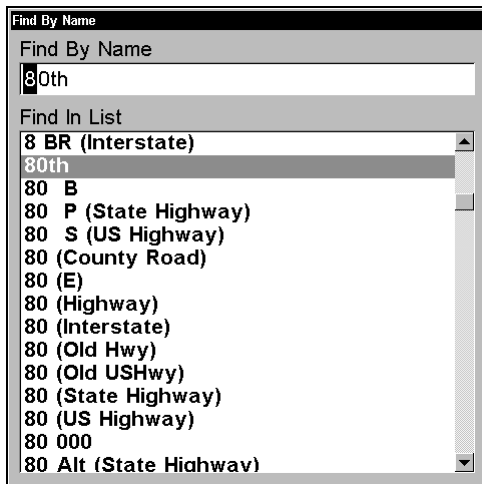 Find By Name
Find By Name
80th
Find In List
8 BR (Interstate)
80th
80 B
80 P (State Highway)
80 S (US Highway)
80 (County Road)
80 (E)
80 (Highway)
80 (Interstate)
80 (Old Hwy)
80 (Old USHwy)
80 (State Highway)
80 (US Highway)
80 000
80 Alt (State Highway)